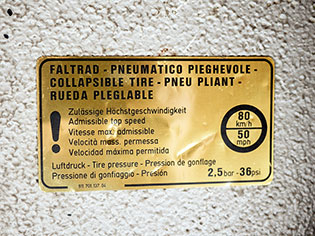 FALTRAD - PNEUMATICO PIEGHEVOLE -
COLLAPSIBLE TIRE - PNEU PLIANT -
RUEDA PLEGLABLE
Zulässige Höchstgeschwindigkeit
Admissible top speed
Vitesse max. admissible
Velocità mass. permessa
Velocidad máxima permitida
80
km/h
50
mph
!
Luftdruck - Tire pressure - Pression de gonflage
Pressione di gonfiaggio - Presión
2,5 bar - 36 psi